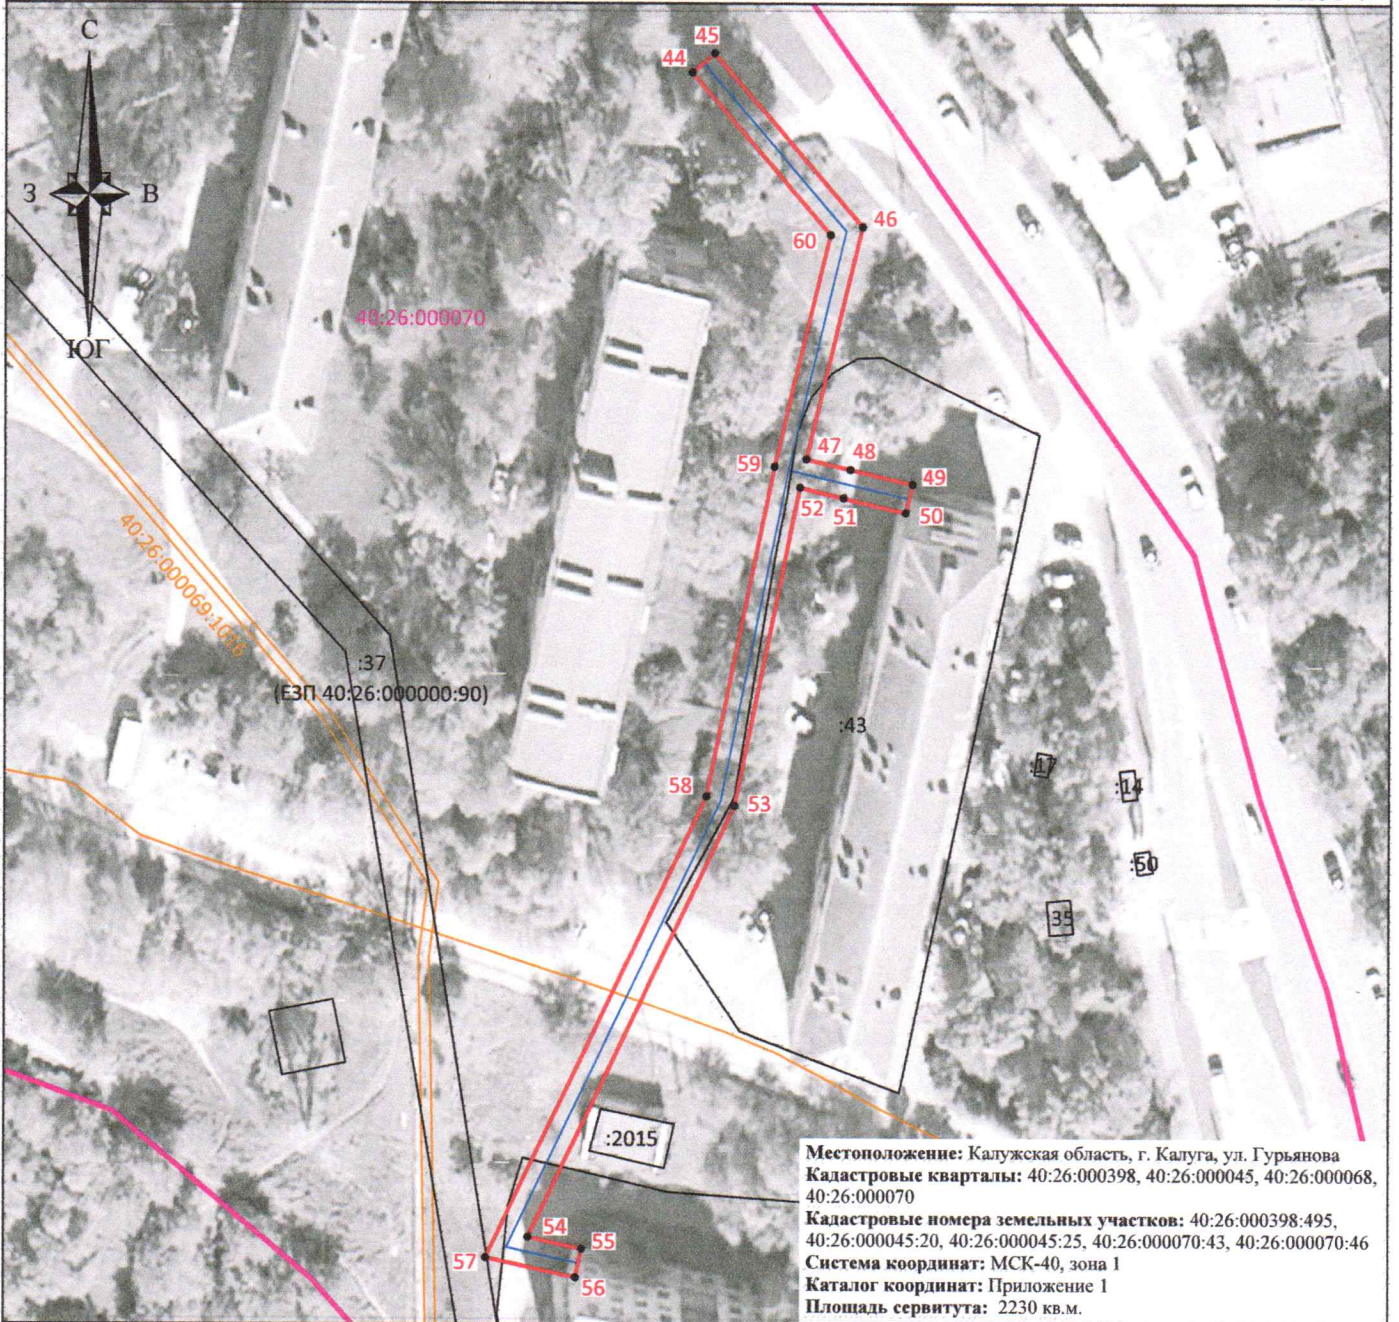 С
З
В
ЮГ
45
44
46
60
40:26:000070
47
48
59
49
52
51
50
:37
(ЕЗП 40:26:000000:90)
:43
:17
58
53
:14
:50
35
:2015
54
55
57
56
Местоположение: Калужская область, г. Калуга, ул. Гурьянова
Кадастровые кварталы: 40:26:000398, 40:26:000045, 40:26:000068,
40:26:000070
Кадастровые номера земельных участков: 40:26:000398:495,
40:26:000045:20, 40:26:000045:25, 40:26:000070:43, 40:26:000070:46
Система координат: МСК-40, зона 1
Каталог координат: Приложение 1
Площадь сервитута: 2230 кв.м.